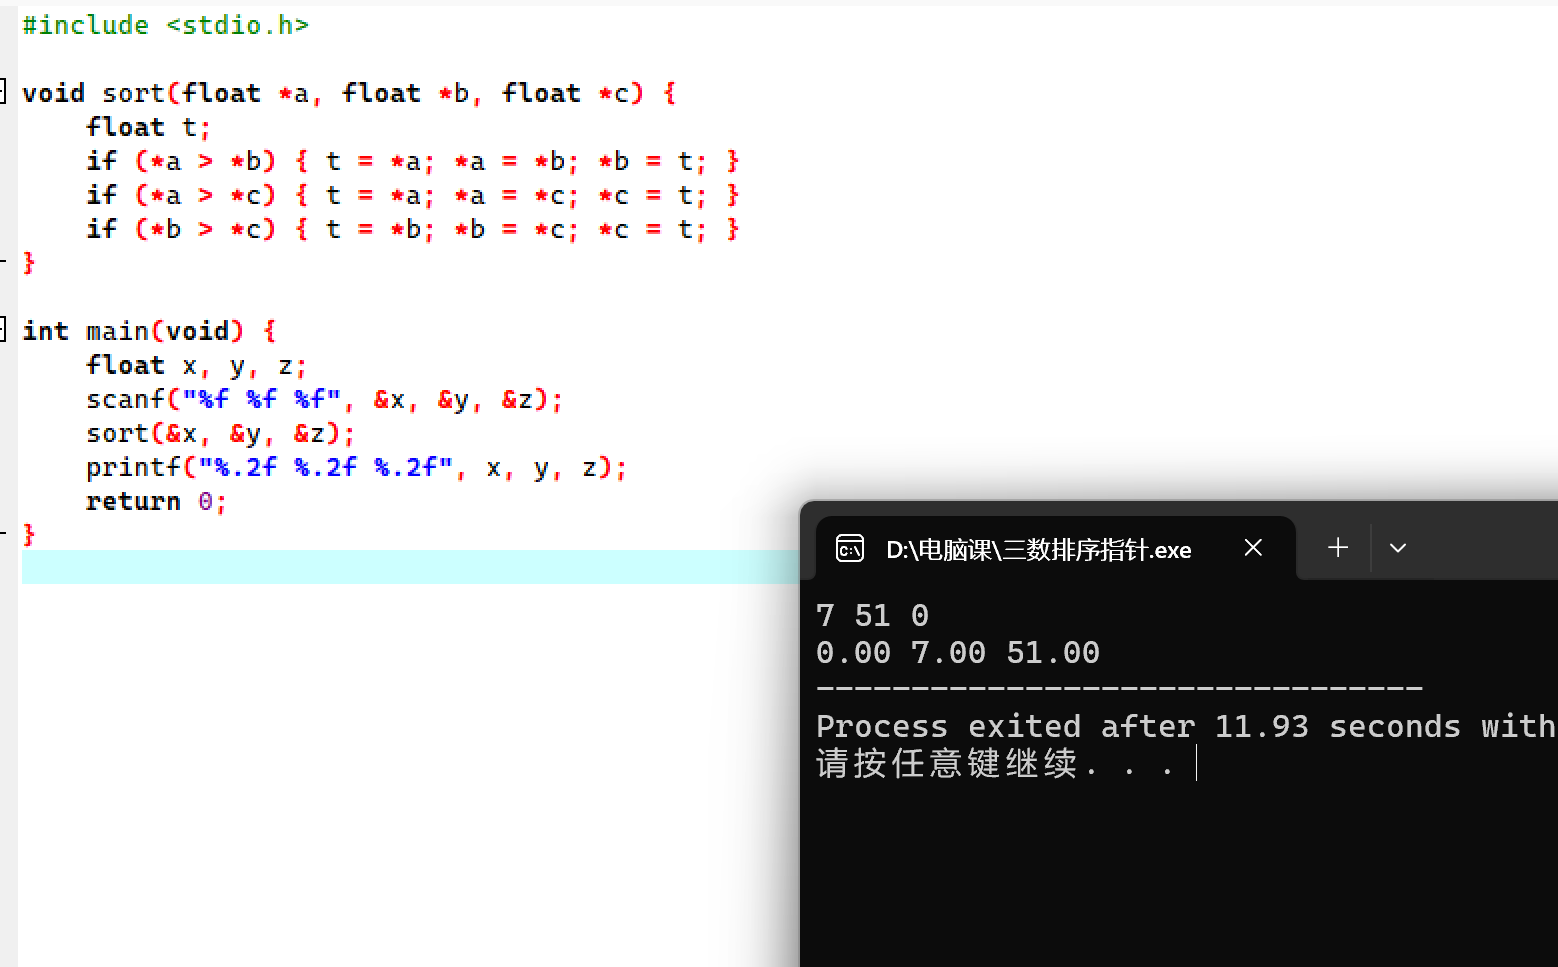 #include <stdio.h>
void sort(float *a, float *b, float *c) {
    float t;
    if (*a > *b) { t = *a; *a = *b; *b = t; }
    if (*a > *c) { t = *a; *a = *c; *c = t; }
    if (*b > *c) { t = *b; *b = *c; *c = t; }
}
int main(void) {
    float x, y, z;
    scanf("%f %f %f", &x, &y, &z);
    sort(&x, &y, &z);
    printf("%.2f %.2f %.2f", x, y, z);
    return 0;
}
D:\电脑课\三数排序指针.exe
7 51 0
0.00 7.00 51.00
--------------------------------
Process exited after 11.93 seconds with
请按任意键继续. . .